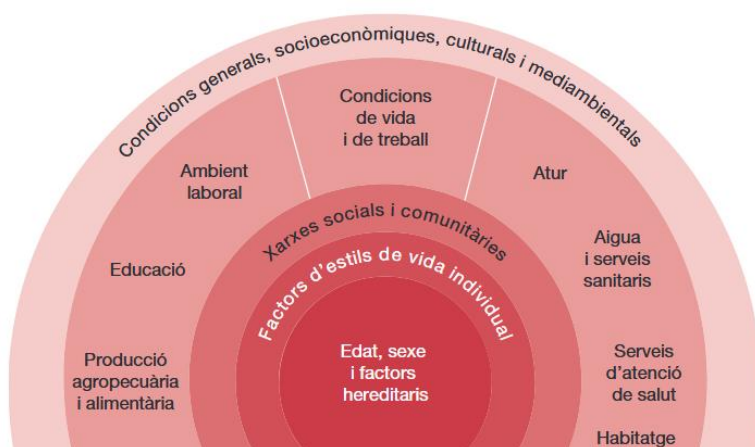 Condicions generals, socioeconòmiques, culturals i mediambientals
Condicions
de vida
i de treball
Ambient
laboral
Atur
Xarxes socials i comunitàries
Aigua
i serveis
sanitaris
Educació
Factors d'estils de vida individual
Edat, sexe
i factors
hereditaris
Producció
agropecuària
i alimentària
Serveis
d'atenció
de salut
Habitatge